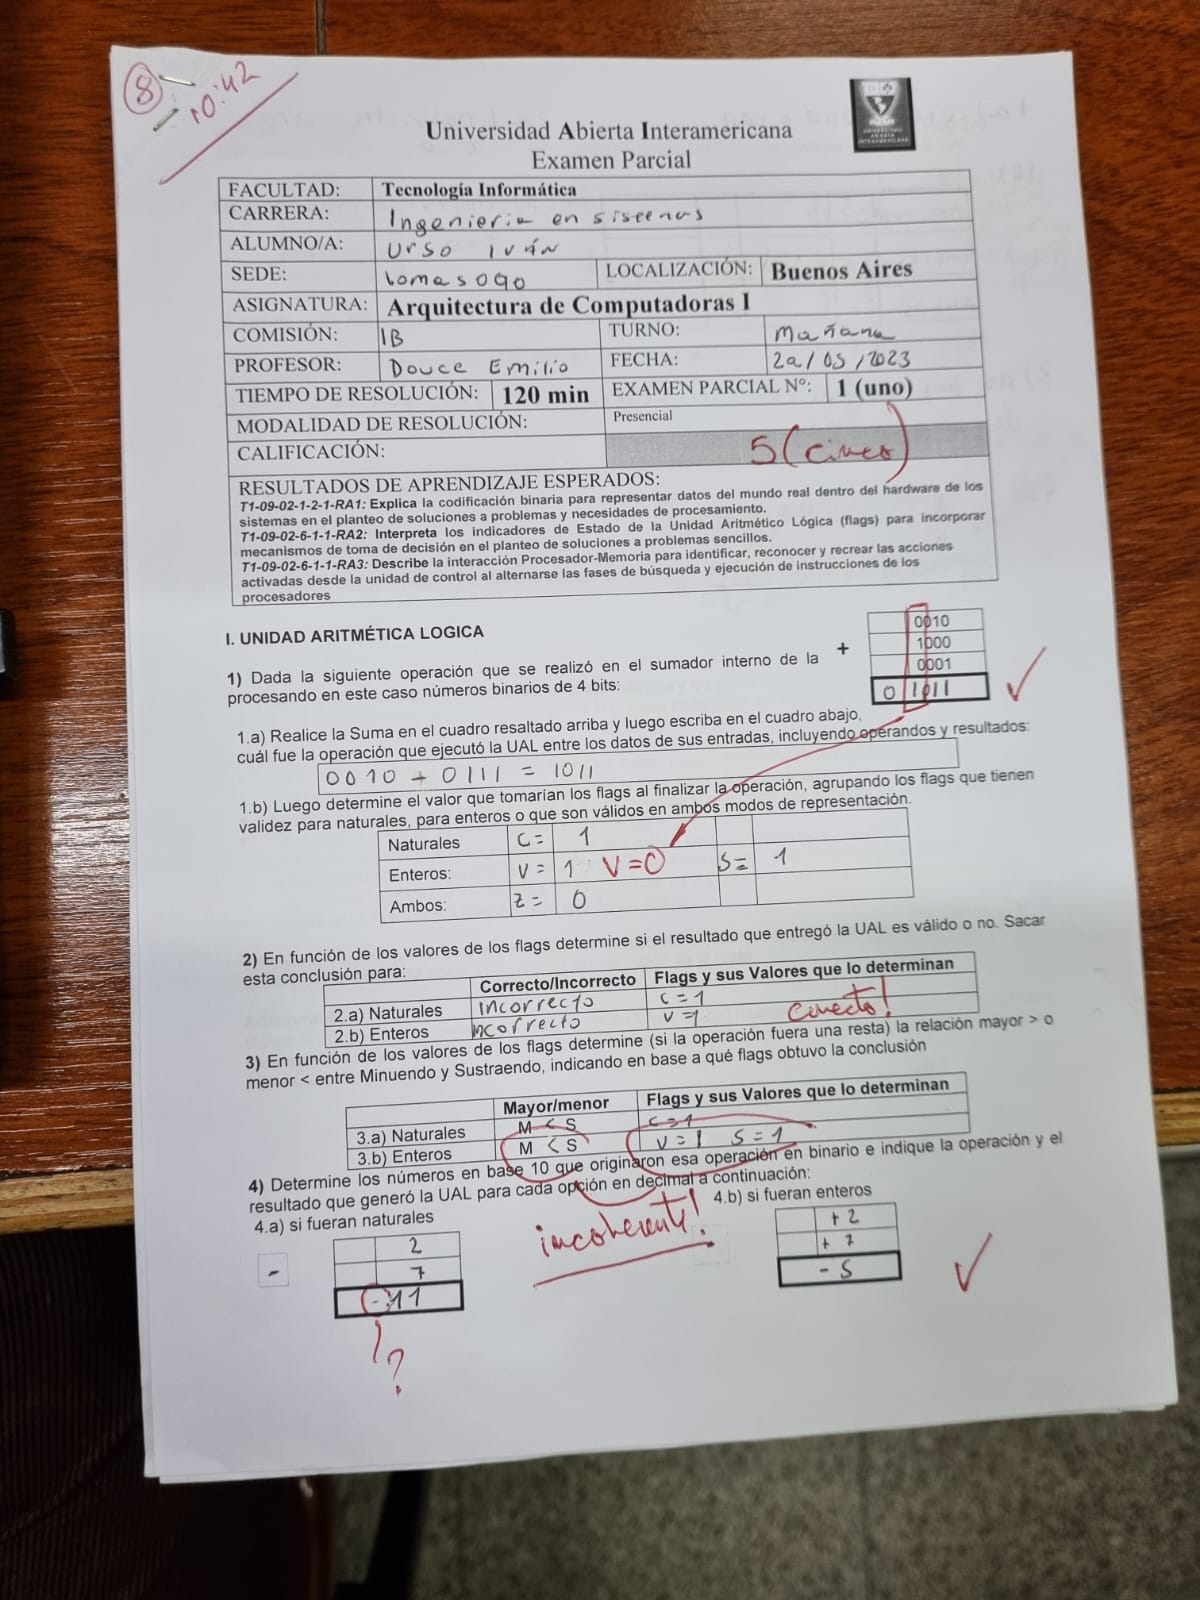 8
10:42
Universidad Abierta Interamericana
Examen Parcial
FACULTAD: Tecnología Informática
CARRERA: Ingenieria en sistemas
ALUMNO/A: Urso Iván
SEDE: Lomas LOCALIZACIÓN: Buenos Aires
ASIGNATURA: Arquitectura de Computadoras I
COMISIÓN: 1B TURNO: Mañana
PROFESOR: Douce Emilio FECHA: /05/2023
TIEMPO DE RESOLUCIÓN: 120 min EXAMEN PARCIAL Nº: 1 (uno)
MODALIDAD DE RESOLUCIÓN: Presencial
CALIFICACIÓN: 5 (cinco)
RESULTADOS DE APRENDIZAJE ESPERADOS:
T1-09-02-1-2-1-RA1: Explica la codificación binaria para representar datos del mundo real dentro del hardware de los
sistemas en el planteo de soluciones a problemas y necesidades de procesamiento.
T1-09-02-6-1-1-RA2: Interpreta los indicadores de Estado de la Unidad Aritmético Lógica (flags) para incorporar
mecanismos de toma de decisión en el planteo de soluciones a problemas sencillos.
T1-09-02-6-1-1-RA3: Describe la interacción Procesador-Memoria para identificar, reconocer y recrear las acciones
activadas desde la unidad de control al alternarse las fases de búsqueda y ejecución de instrucciones de los
procesadores
I. UNIDAD ARITMÉTICA LOGICA
0010
1) Dada la siguiente operación que se realizó en el sumador interno de la + 1000
procesando en este caso números binarios de 4 bits: 0001
0 1011
1.a) Realice la Suma en el cuadro resaltado arriba y luego escriba en el cuadro abajo,
cuál fue la operación que ejecutó la UAL entre los datos de sus entradas, incluyendo operandos y resultados:
0010 + 0111 = 1011
1.b) Luego determine el valor que tomarian los flags al finalizar la operación, agrupando los flags que tienen
validez para naturales, para enteros o que son válidos en ambos modos de representación.
Naturales C= 1
Enteros: V= 1 V=0 S= 1
Ambos: Z= 0
2) En función de los valores de los flags determine si el resultado que entregó la UAL es válido o no. Sacar
esta conclusión para:
Correcto/Incorrecto Flags y sus Valores que lo determinan
2.a) Naturales Incorrecto C=1
2.b) Enteros Incorrecto V=1 Correcto!
3) En función de los valores de los flags determine (si la operación fuera una resta) la relación mayor > o
menor < entre Minuendo y Sustraendo, indicando en base a qué flags obtuvo la conclusión
Mayor/menor Flags y sus Valores que lo determinan
3.a) Naturales M < S C=1
3.b) Enteros M < S V=1 S=1
4) Determine los números en base 10 que originaron esa operación en binario e indique la operación y el
resultado que generó la UAL para cada opción en decimal a continuación:
4.a) si fueran naturales 4.b) si fueran enteros
incoherente!
2
- 7
-11
?
+2
+7
-5